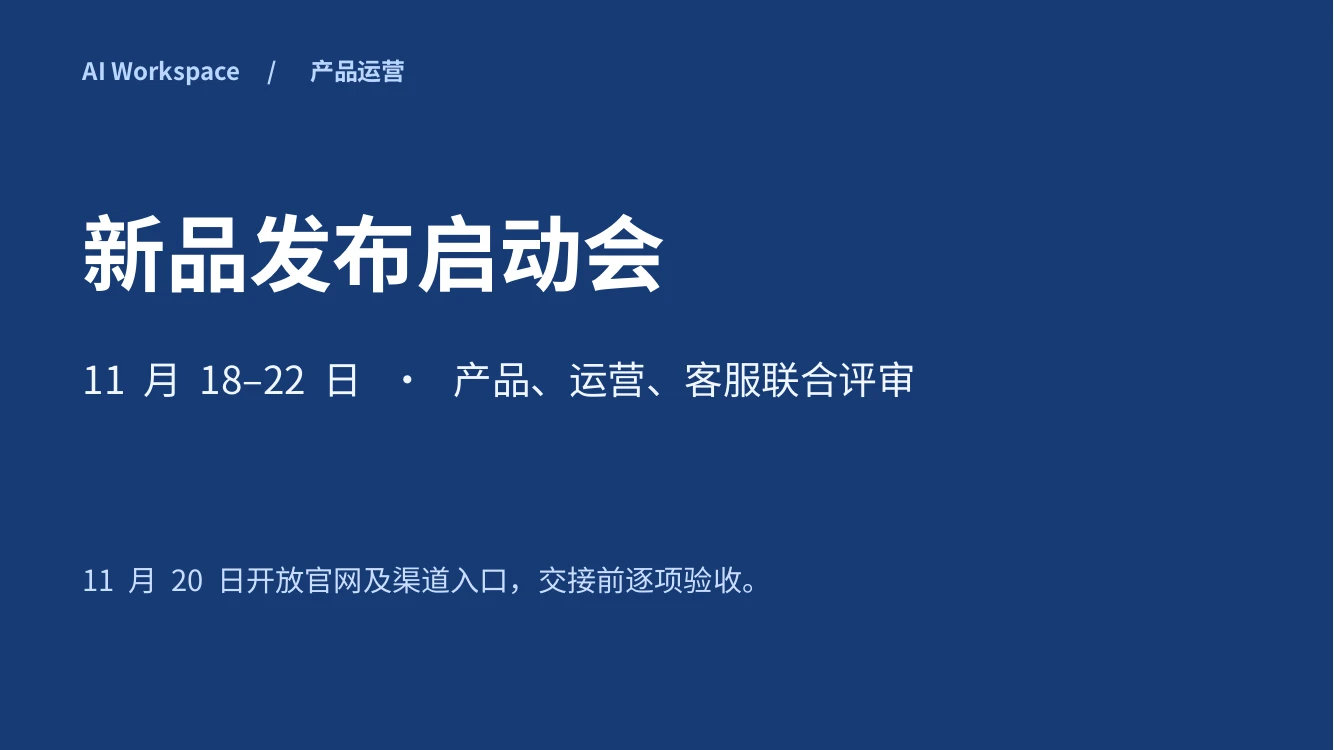 AI Workspace / 产品运营
新品发布启动会
11 月 18–22 日 · 产品、运营、客服联合评审
11 月 20 日开放官网及渠道入口，交接前逐项验收。